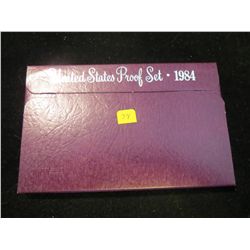 United States Proof Set • 1984